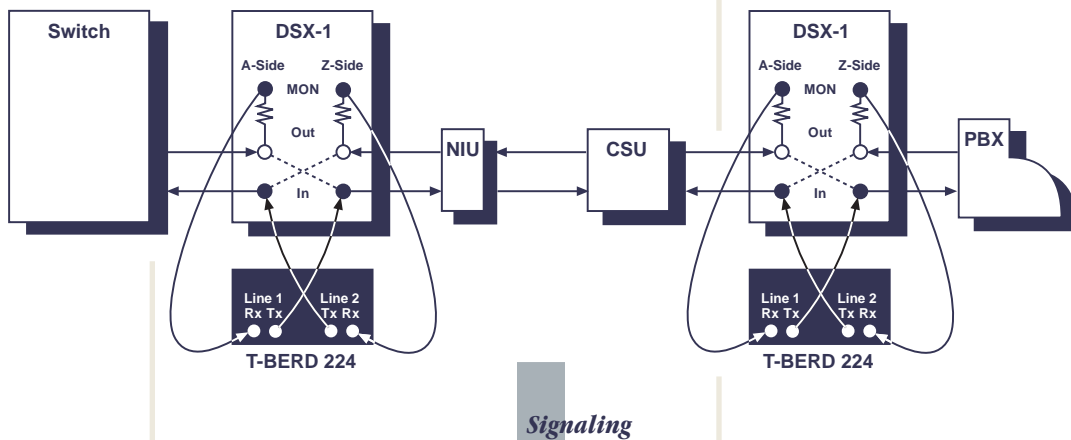 Switch
DSX-1
A-Side Z-Side
MON
Out
In
NIU
CSU
DSX-1
A-Side Z-Side
MON
Out
In
PBX
Line 1 Line 2
Rx Tx Tx Rx
T-BERD 224
Line 1 Line 2
Rx Tx Tx Rx
T-BERD 224
Signaling